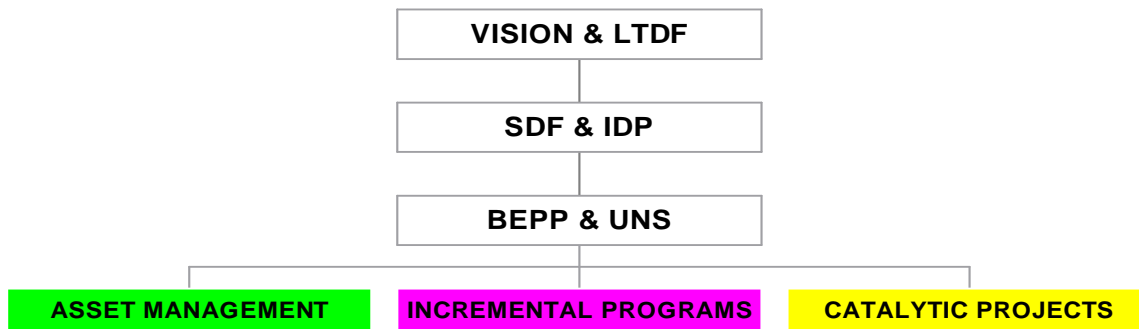 VISION & LTDF
SDF & IDP
BEPP & UNS
ASSET MANAGEMENT
INCREMENTAL PROGRAMS
CATALYTIC PROJECTS